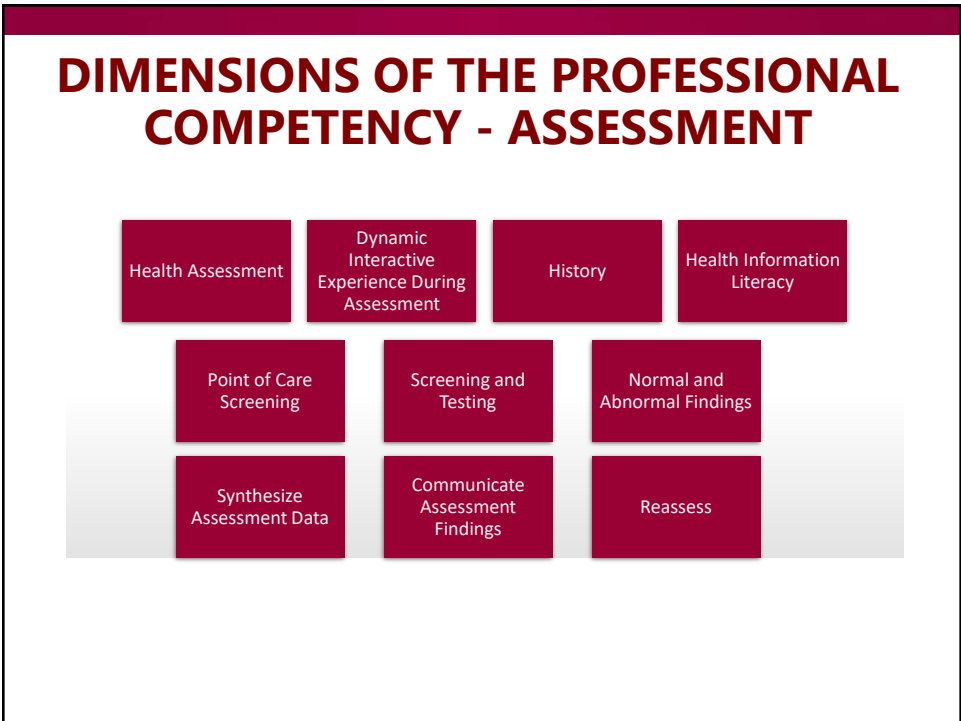 DIMENSIONS OF THE PROFESSIONAL
COMPETENCY - ASSESSMENT
Health Assessment
Dynamic
Interactive
Experience During
Assessment
History
Health Information
Literacy
Point of Care
Screening
Screening and
Testing
Normal and
Abnormal Findings
Synthesize
Assessment Data
Communicate
Assessment
Findings
Reassess